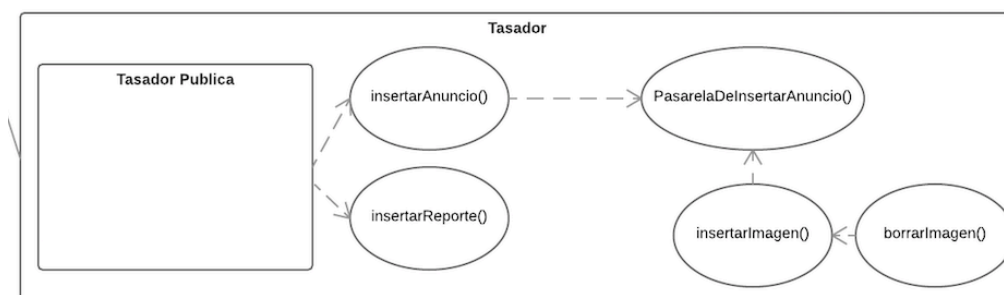 Tasador
Tasador Publica
insertarAnuncio()
PasarelaDeInsertarAnuncio()
insertarReporte()
insertarImagen()
borrarImagen()